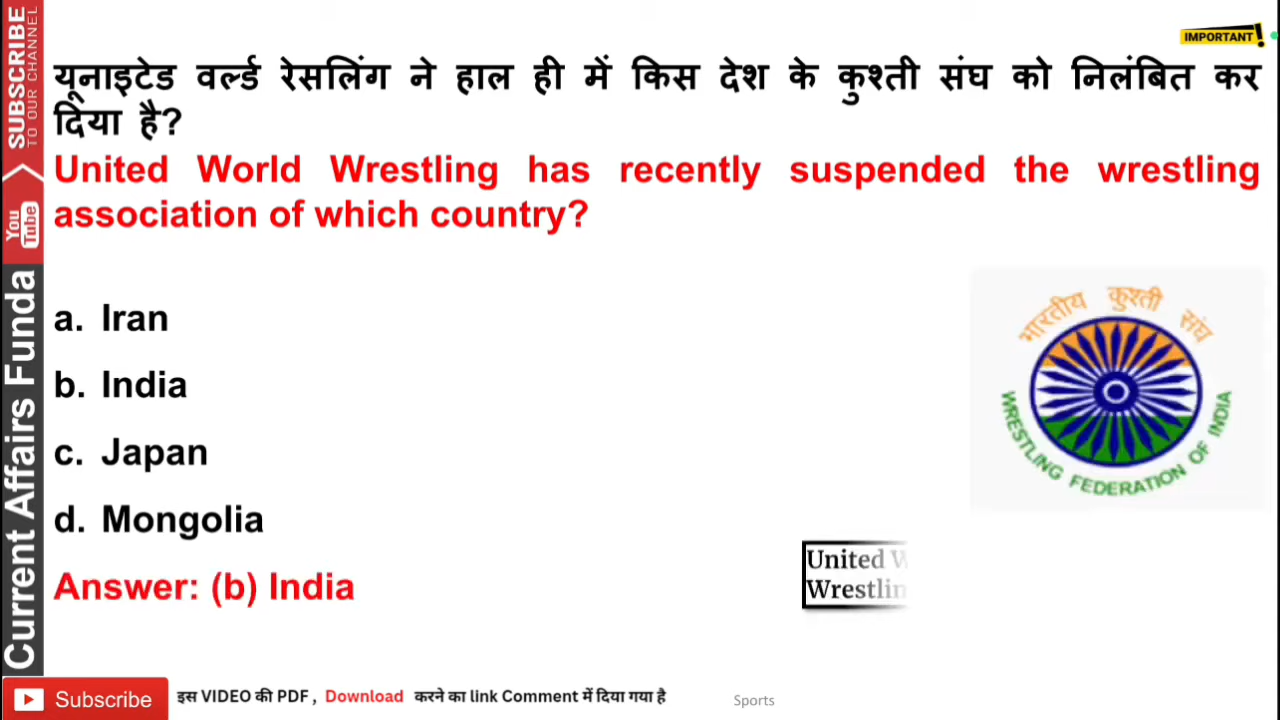 IMPORTANT!
यूनाइटेड वर्ल्ड रेसलिंग ने हाल ही में किस देश के कुश्ती संघ को निलंबित कर
दिया है?
United World Wrestling has recently suspended the wrestling
association of which country?
a. Iran
b. India
c. Japan
d. Mongolia
Answer: (b) India
भारतीय कुश्ती संघ
WRESTLING FEDERATION OF INDIA
United
SUBSCRIBE
TO OUR CHANNEL
You
Tube
Current Affairs Funda
Subscribe
इस VIDEO की PDF , Download करने का link Comment में दिया गया है
Sports